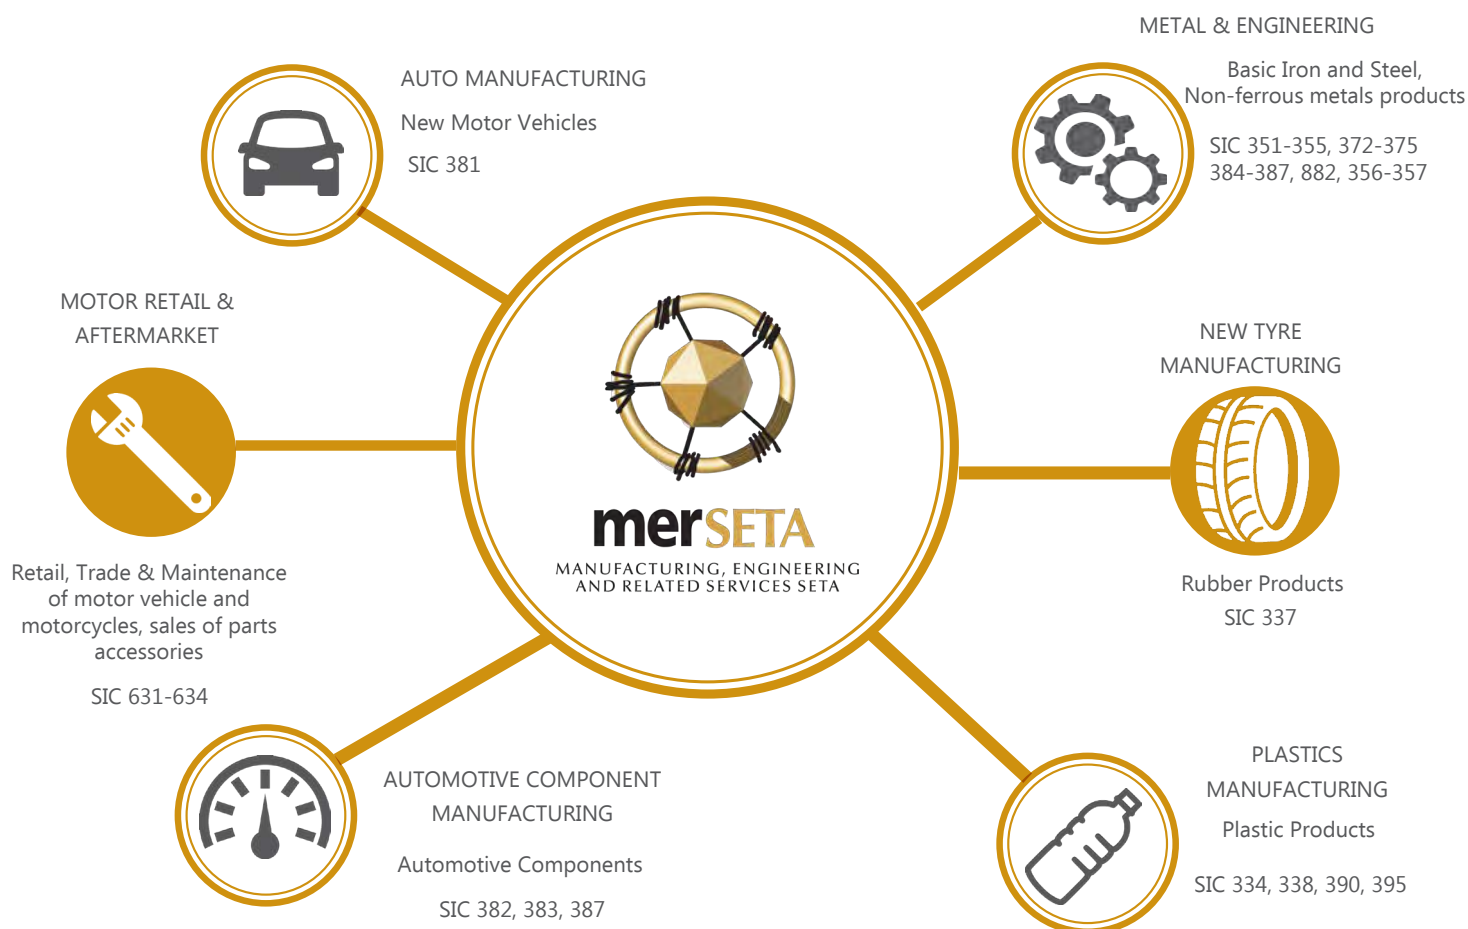 METAL & ENGINEERING
Basic Iron and Steel,
Non-ferrous metals products
SIC 351-355, 372-375
384-387, 882, 356-357
AUTO MANUFACTURING
New Motor Vehicles
SIC 381
MOTOR RETAIL &
AFTERMARKET
Retail, Trade & Maintenance
of motor vehicle and
motorcycles, sales of parts
accessories
SIC 631-634
merSETA
MANUFACTURING, ENGINEERING
AND RELATED SERVICES SETA
NEW TYRE
MANUFACTURING
Rubber Products
SIC 337
AUTOMOTIVE COMPONENT
MANUFACTURING
Automotive Components
SIC 382, 383, 387
PLASTICS
MANUFACTURING
Plastic Products
SIC 334, 338, 390, 395